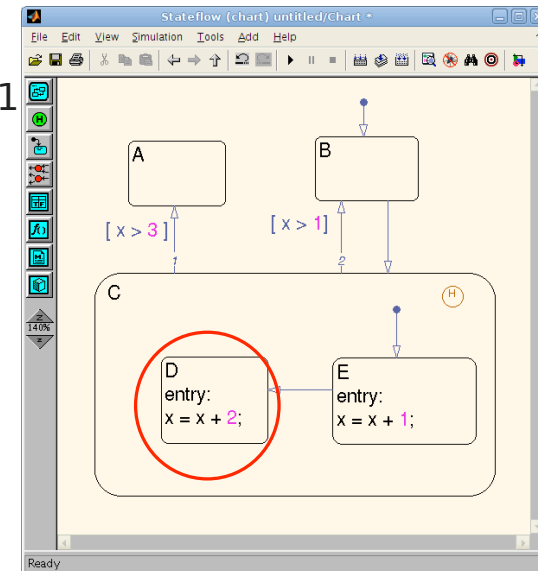 Stateflow (chart) untitled/Chart *
File Edit View Simulation Tools Add Help
1
A
B
[ x > 3 ]
[ x > 1]
1
2
C
H
140%
D
entry:
x = x + 2;
E
entry:
x = x + 1;
Ready